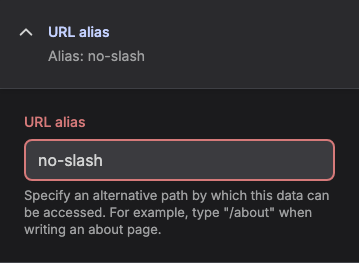 URL alias
Alias: no-slash
URL alias
no-slash
Specify an alternative path by which this data can
be accessed. For example, type "/about" when
writing an about page.